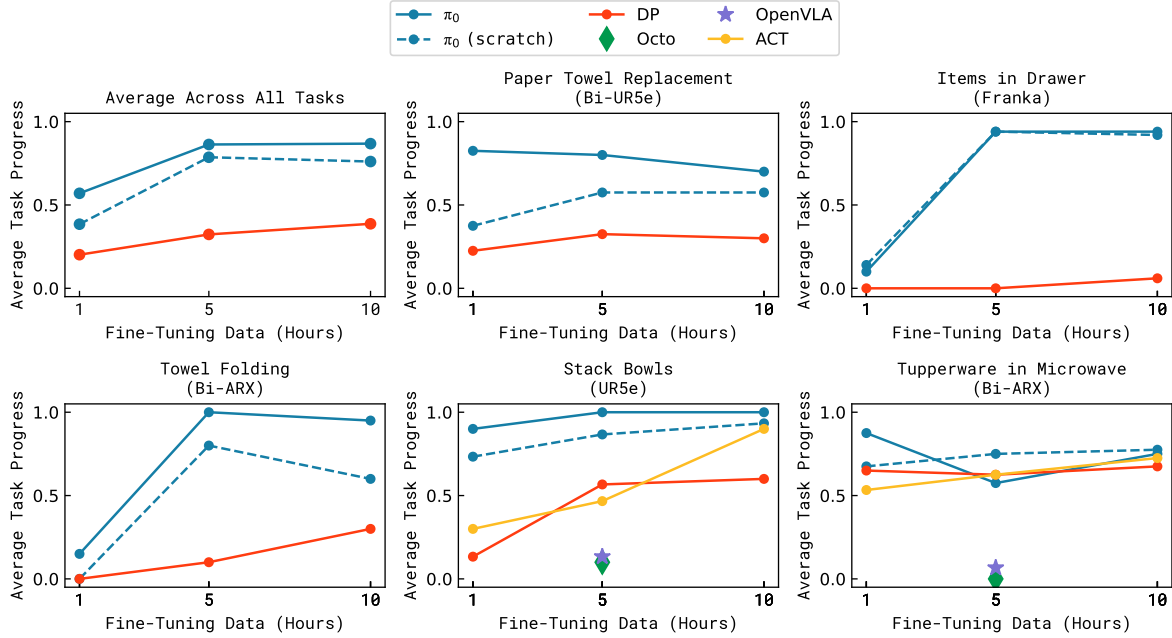 π₀
π₀ (scratch)
DP
Octo
OpenVLA
ACT
Average Across All Tasks
Average Task Progress
1.0
0.5
0.0
1
5
10
Fine-Tuning Data (Hours)
Paper Towel Replacement
(Bi-UR5e)
Average Task Progress
1.0
0.5
0.0
1
5
10
Fine-Tuning Data (Hours)
Items in Drawer
(Franka)
Average Task Progress
1.0
0.5
0.0
1
5
10
Fine-Tuning Data (Hours)
Towel Folding
(Bi-ARX)
Average Task Progress
1.0
0.5
0.0
1
5
10
Fine-Tuning Data (Hours)
Stack Bowls
(UR5e)
Average Task Progress
1.0
0.5
0.0
1
5
10
Fine-Tuning Data (Hours)
Tupperware in Microwave
(Bi-ARX)
Average Task Progress
1.0
0.5
0.0
1
5
10
Fine-Tuning Data (Hours)